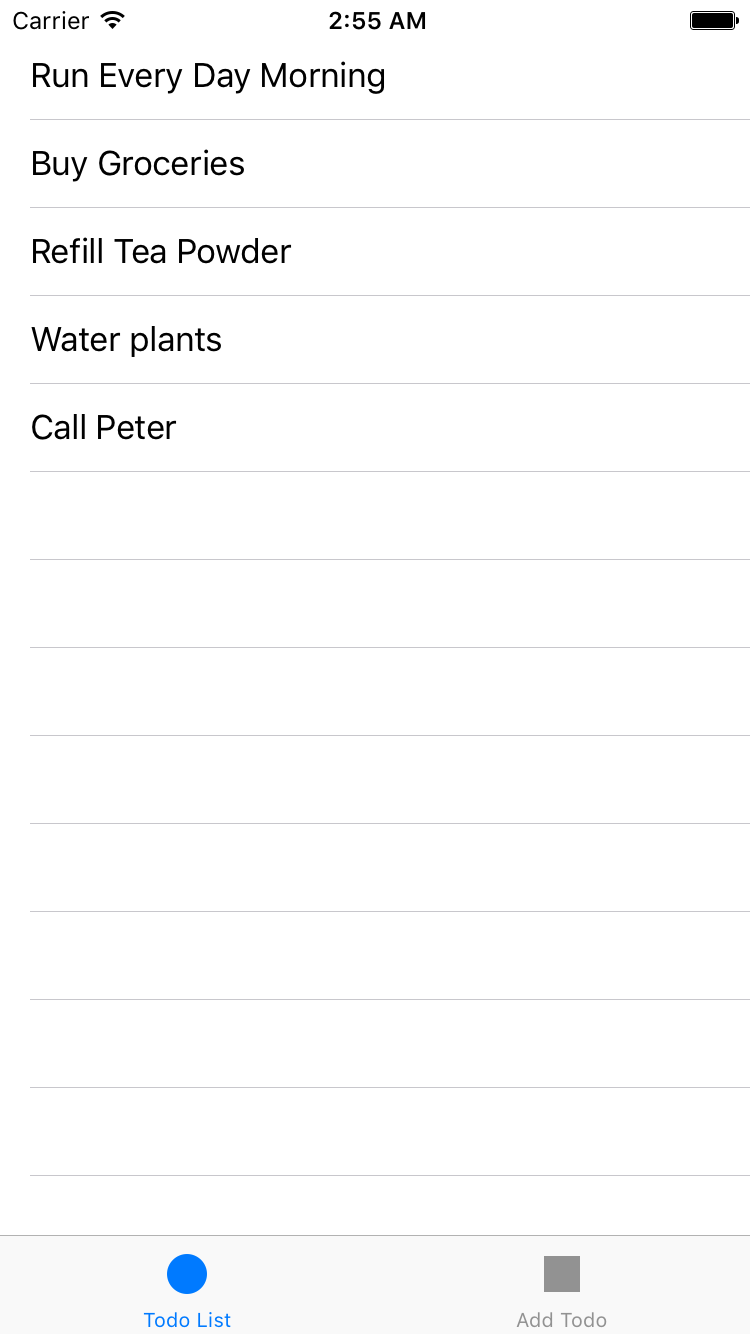 Carrier 2:55 AM
Run Every Day Morning
Buy Groceries
Refill Tea Powder
Water plants
Call Peter
Todo List Add Todo